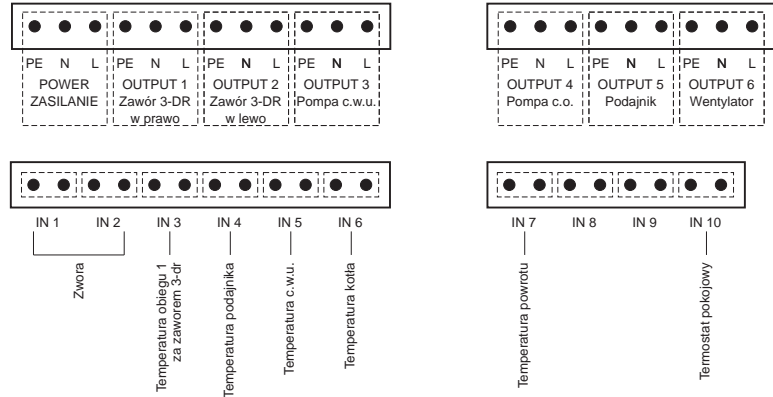 PE N L PE N L PE N L PE N L
POWER OUTPUT 1 OUTPUT 2 OUTPUT 3
ZASILANIE Zawór 3-DR Zawór 3-DR Pompa c.w.u.
w prawo w lewo
PE N L PE N L PE N L
OUTPUT 4 OUTPUT 5 OUTPUT 6
Pompa c.o. Podajnik Wentylator
IN 1 IN 2 IN 3 IN 4 IN 5 IN 6
Zwora
Temperatura obiegu 1
za zaworem 3-dr
Temperatura podajnika
Temperatura c.w.u.
Temperatura kotła
IN 7 IN 8 IN 9 IN 10
Temperatura powrotu
Termostat pokojowy